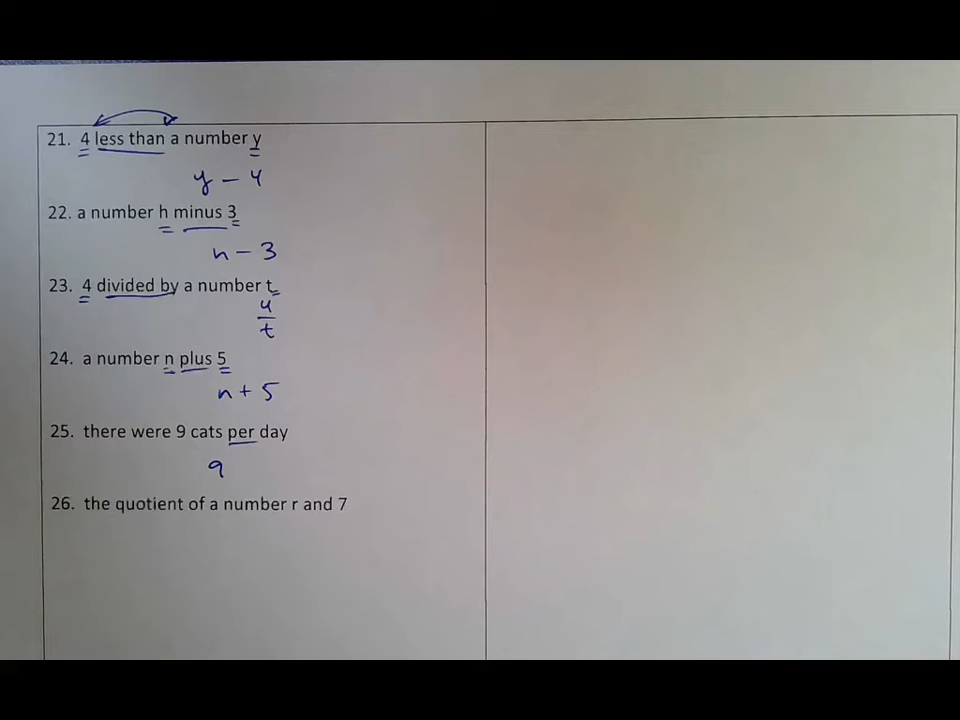 21. 4 less than a number y
y - 4
22. a number h minus 3
n - 3
23. 4 divided by a number t
4
t
24. a number n plus 5
n + 5
25. there were 9 cats per day
9
26. the quotient of a number r and 7